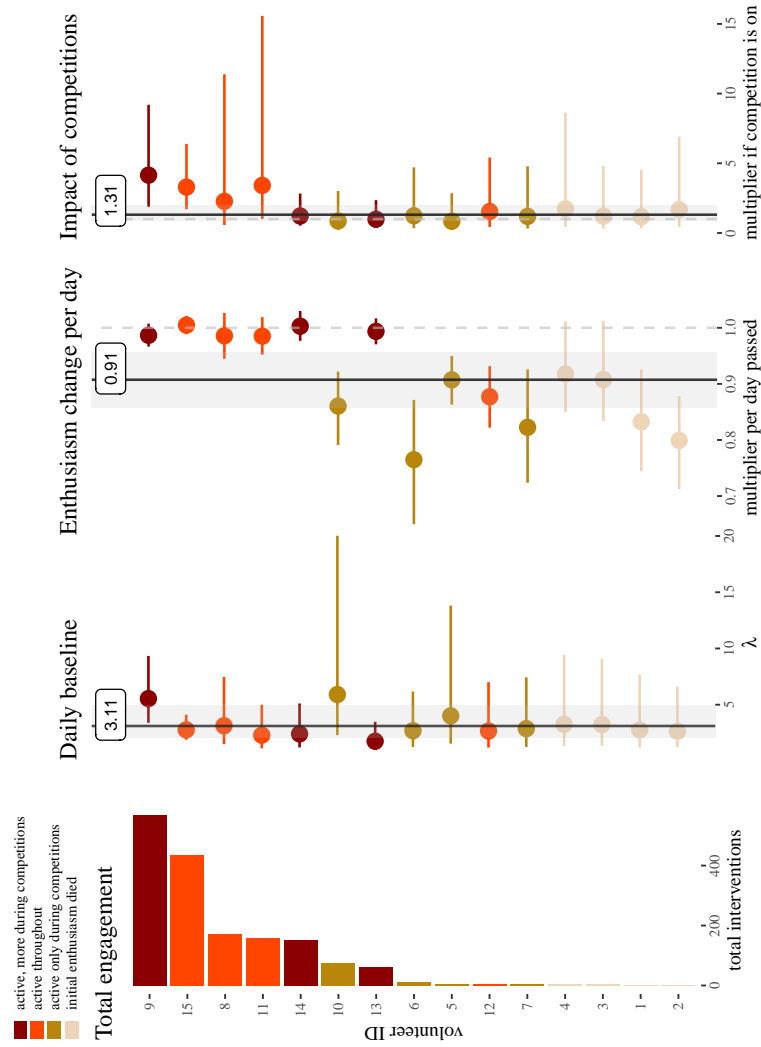 active, more during competitions
active throughout
active only during competitions
initial enthusiasm died
Total engagement
volunteer ID
9
15
8
11
14
10
13
6
5
12
7
4
3
1
2
0
200
400
total interventions
Daily baseline
3.11
5
10
15
20
λ
Enthusiasm change per day
0.91
0.7
0.8
0.9
1.0
multiplier per day passed
Impact of competitions
1.31
0
5
10
15
multiplier if competition is on